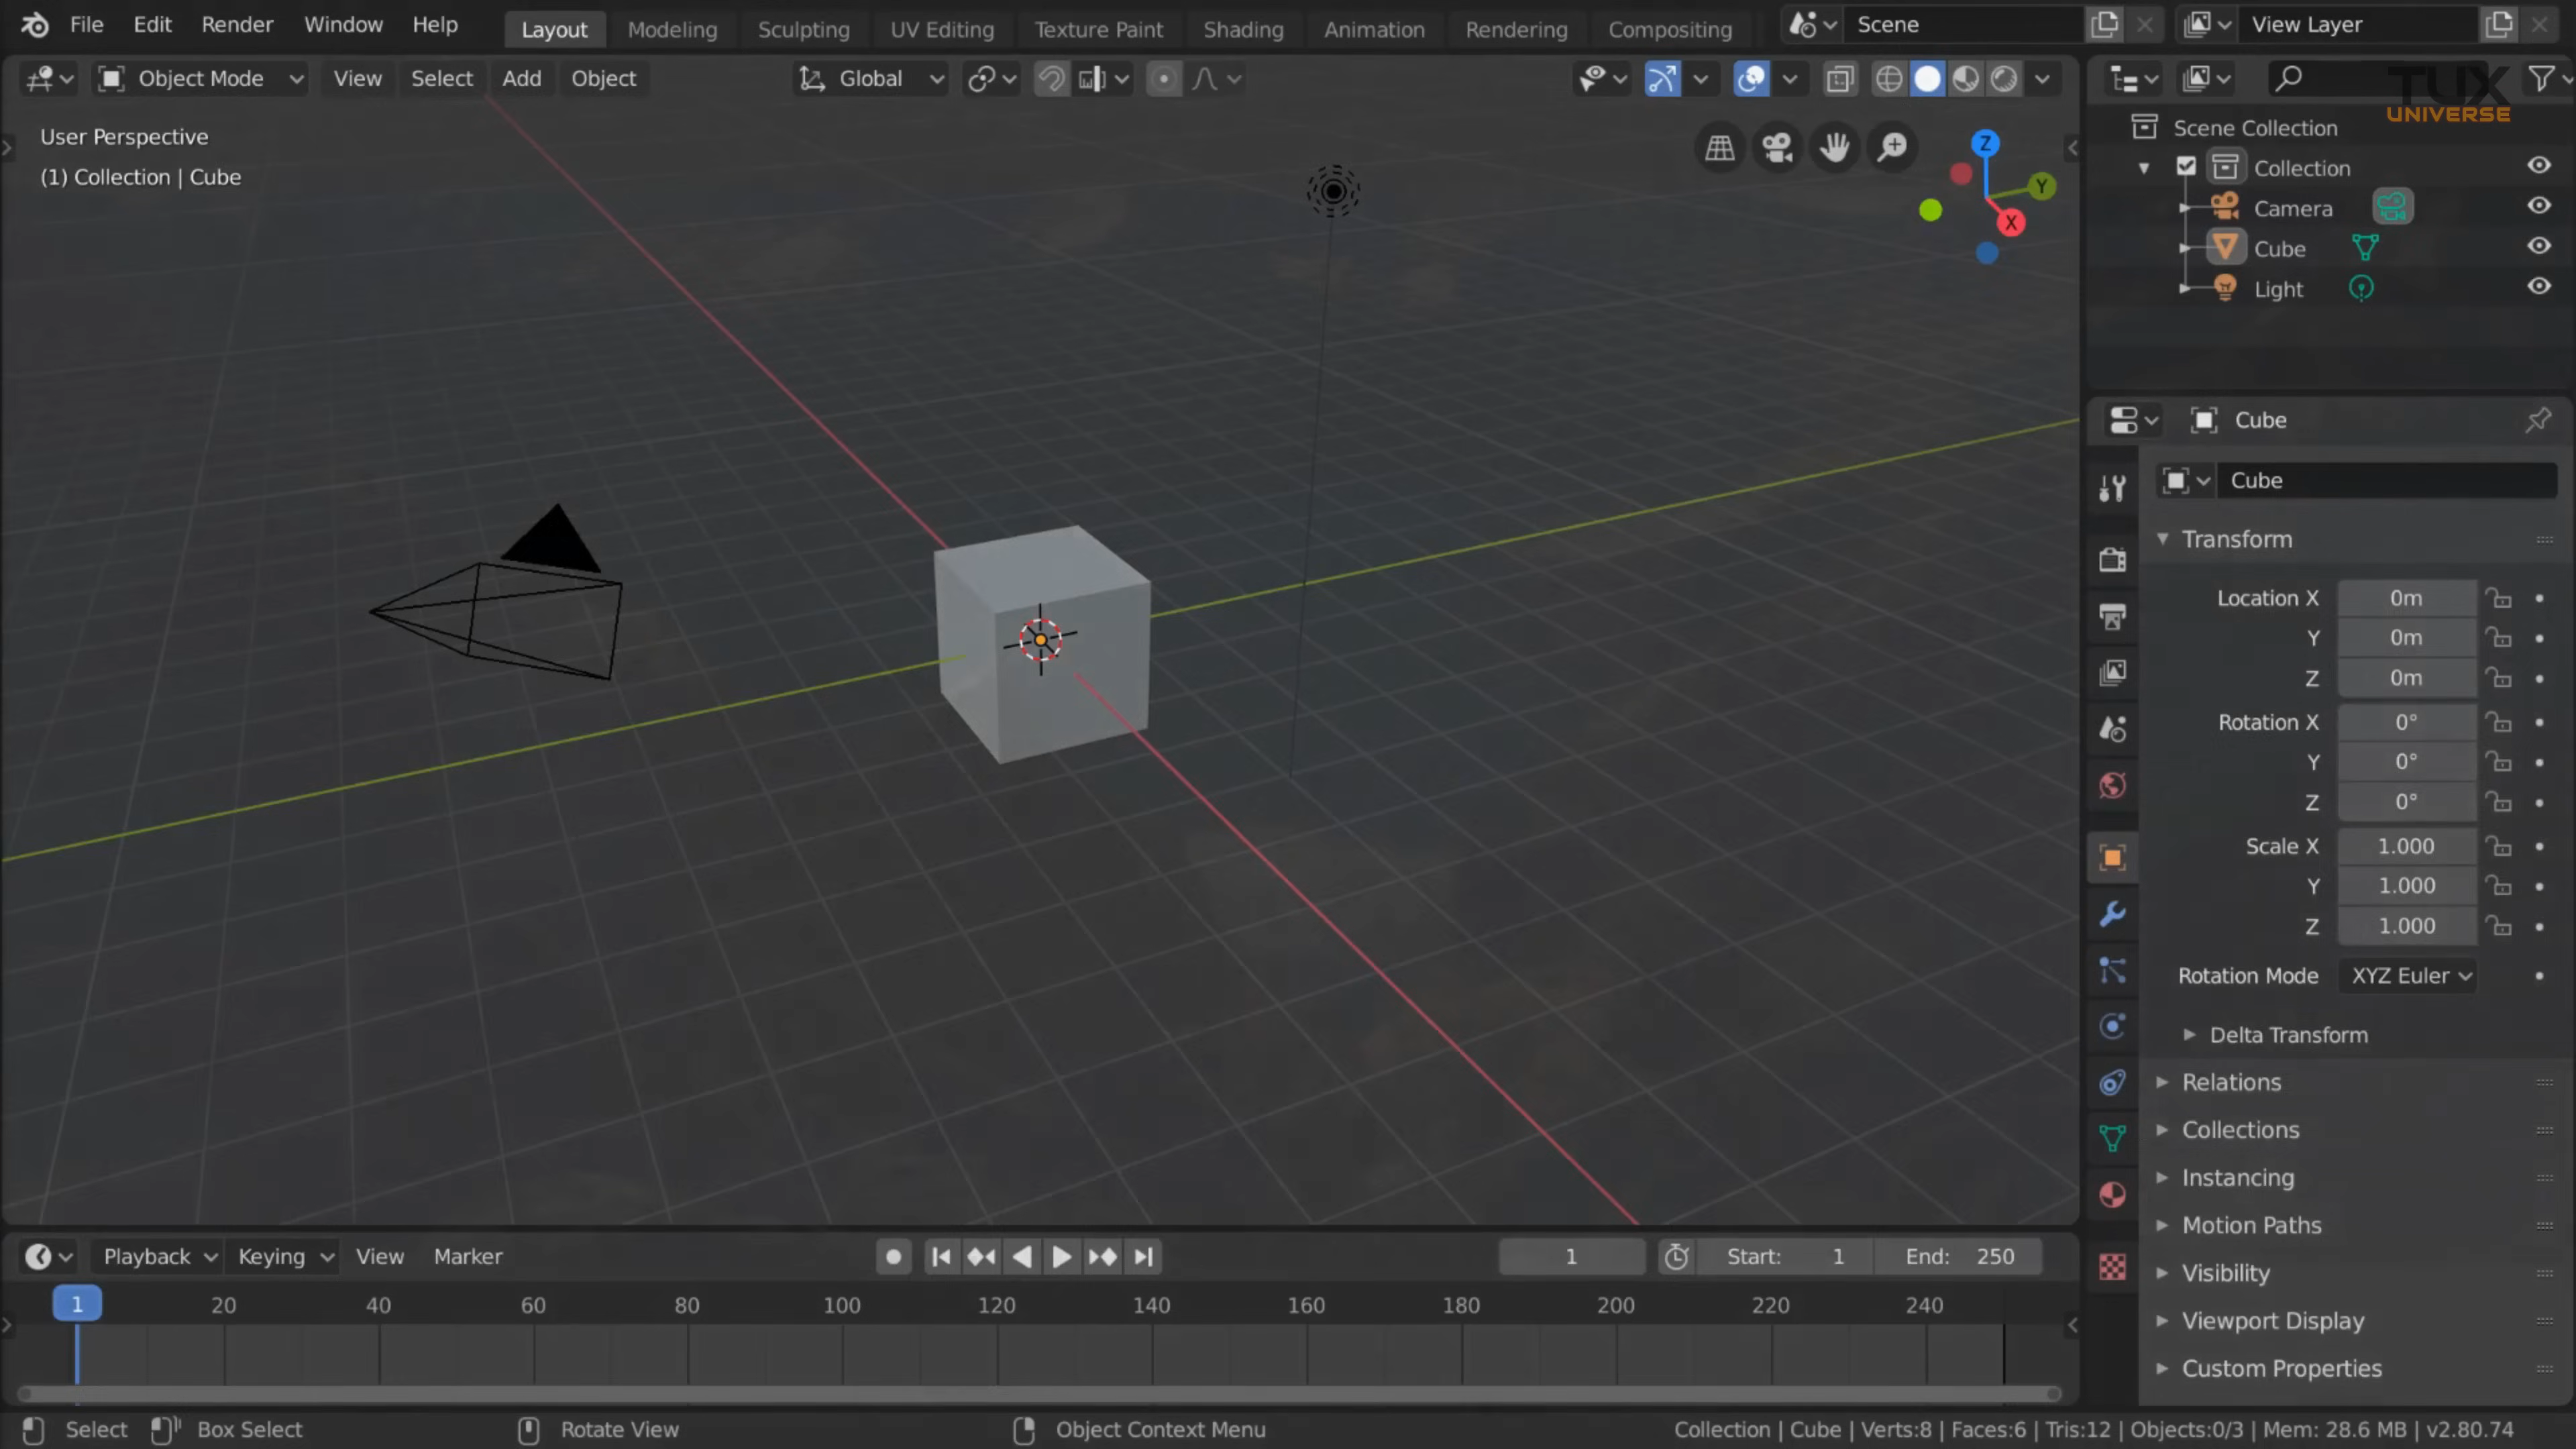 File Edit Render Window Help Layout Modeling Sculpting UV Editing Texture Paint Shading Animation Rendering Compositing Scene View Layer
Object Mode View Select Add Object Global
TUX
UNIVERSE
User Perspective
(1) Collection | Cube
Z
Y
X
Scene Collection
Collection
Camera
Cube
Light
Cube
Cube
Transform
Location X 0m
Y 0m
Z 0m
Rotation X 0°
Y 0°
Z 0°
Scale X 1.000
Y 1.000
Z 1.000
Rotation Mode XYZ Euler
Delta Transform
Relations
Collections
Instancing
Motion Paths
Visibility
Viewport Display
Custom Properties
Playback Keying View Marker 1 Start: 1 End: 250
1 20 40 60 80 100 120 140 160 180 200 220 240
Select Box Select Rotate View Object Context Menu Collection | Cube | Verts:8 | Faces:6 | Tris:12 | Objects:0/3 | Mem: 28.6 MB | v2.80.74